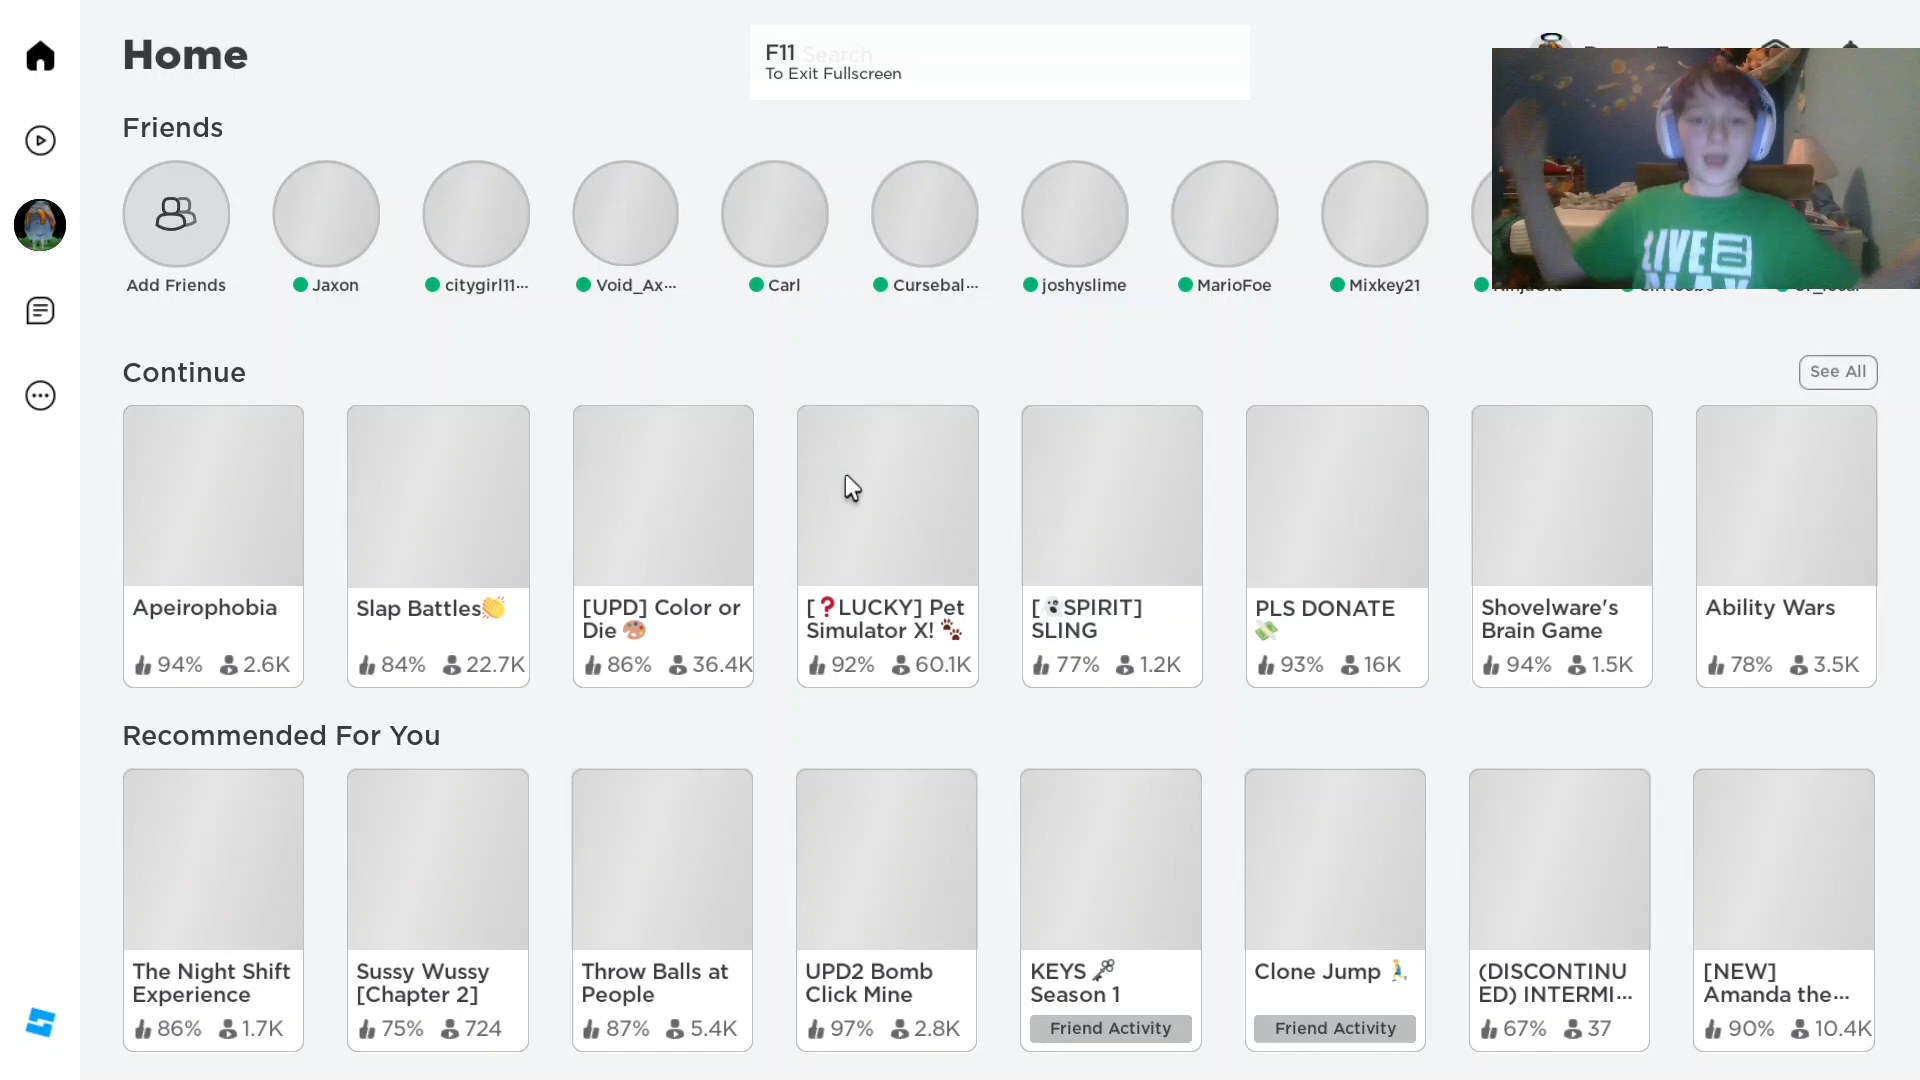 Home
F11 Search
To Exit Fullscreen
Friends
Add Friends
Jaxon
citygirl11...
Void_Ax...
Carl
Cursebal...
joshyslime
MarioFoe
Mixkey21
LIVE TO
Continue
See All
Apeirophobia
94% 2.6K
Slap Battles👏
84% 22.7K
[UPD] Color or
Die 🎨
86% 36.4K
[❓LUCKY] Pet
Simulator X! 🐾
92% 60.1K
[👻SPIRIT]
SLING
77% 1.2K
PLS DONATE
💸
93% 16K
Shovelware's
Brain Game
94% 1.5K
Ability Wars
78% 3.5K
Recommended For You
The Night Shift
Experience
86% 1.7K
Sussy Wussy
[Chapter 2]
75% 724
Throw Balls at
People
87% 5.4K
UPD2 Bomb
Click Mine
97% 2.8K
KEYS 🗝
Season 1
Friend Activity
Clone Jump 🏃
Friend Activity
(DISCONTINU
ED) INTERMI...
67% 37
[NEW]
Amanda the...
90% 10.4K